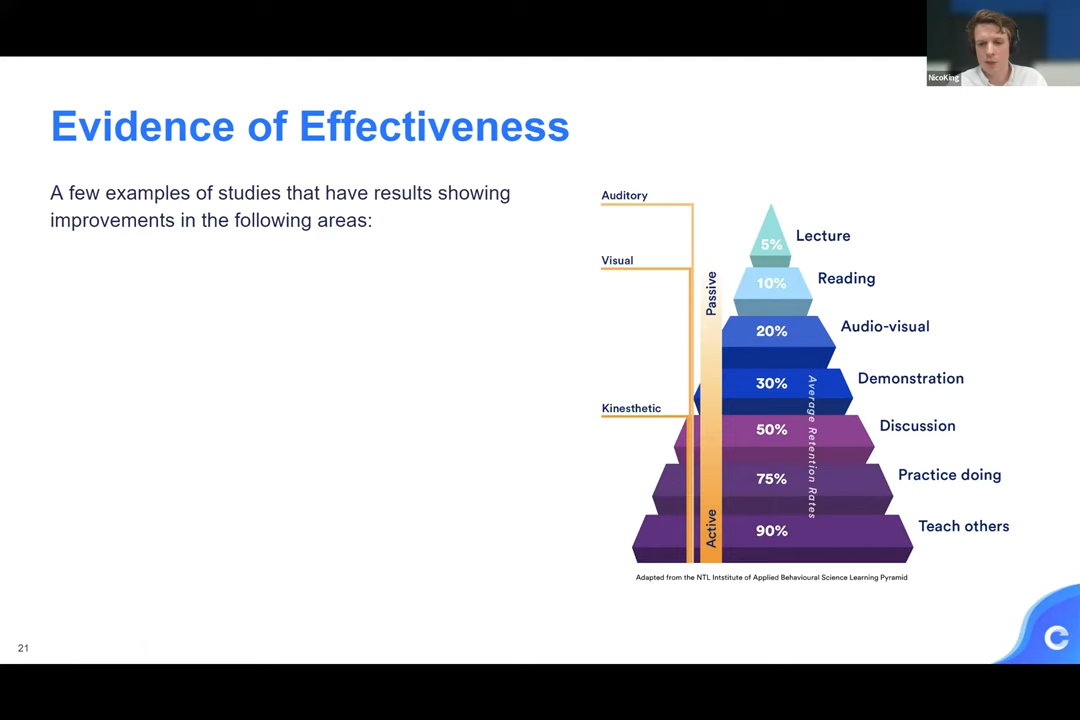 NicoKing
Evidence of Effectiveness
A few examples of studies that have results showing
improvements in the following areas:
Auditory
Visual
Kinesthetic
Passive
Active
5%
Lecture
10%
Reading
20%
Audio-visual
30%
Demonstration
50%
Discussion
75%
Practice doing
90%
Teach others
Average Retention Rates
Adapted from the NTL Intstitute of Applied Behavioural Science Learning Pyramid
21